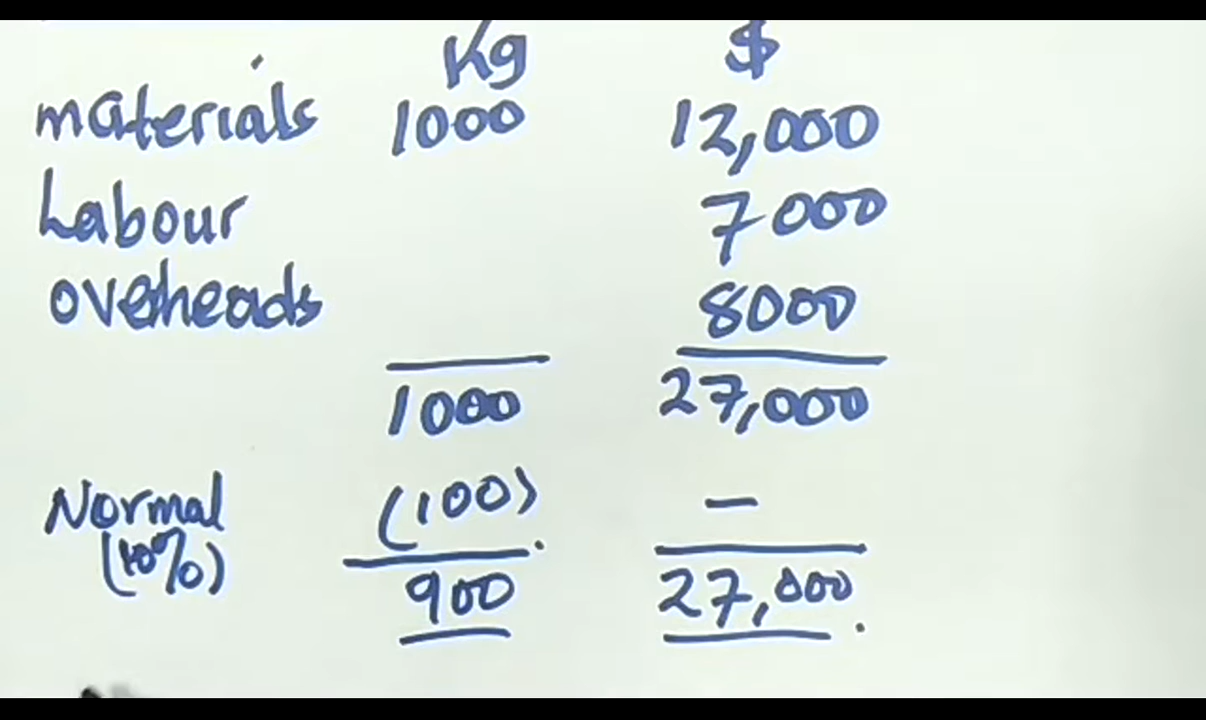 Kg $
materials 1000 12,000
Labour 7000
overheads 8000
1000 27,000
Normal (100) –
(10%)
900 27,000